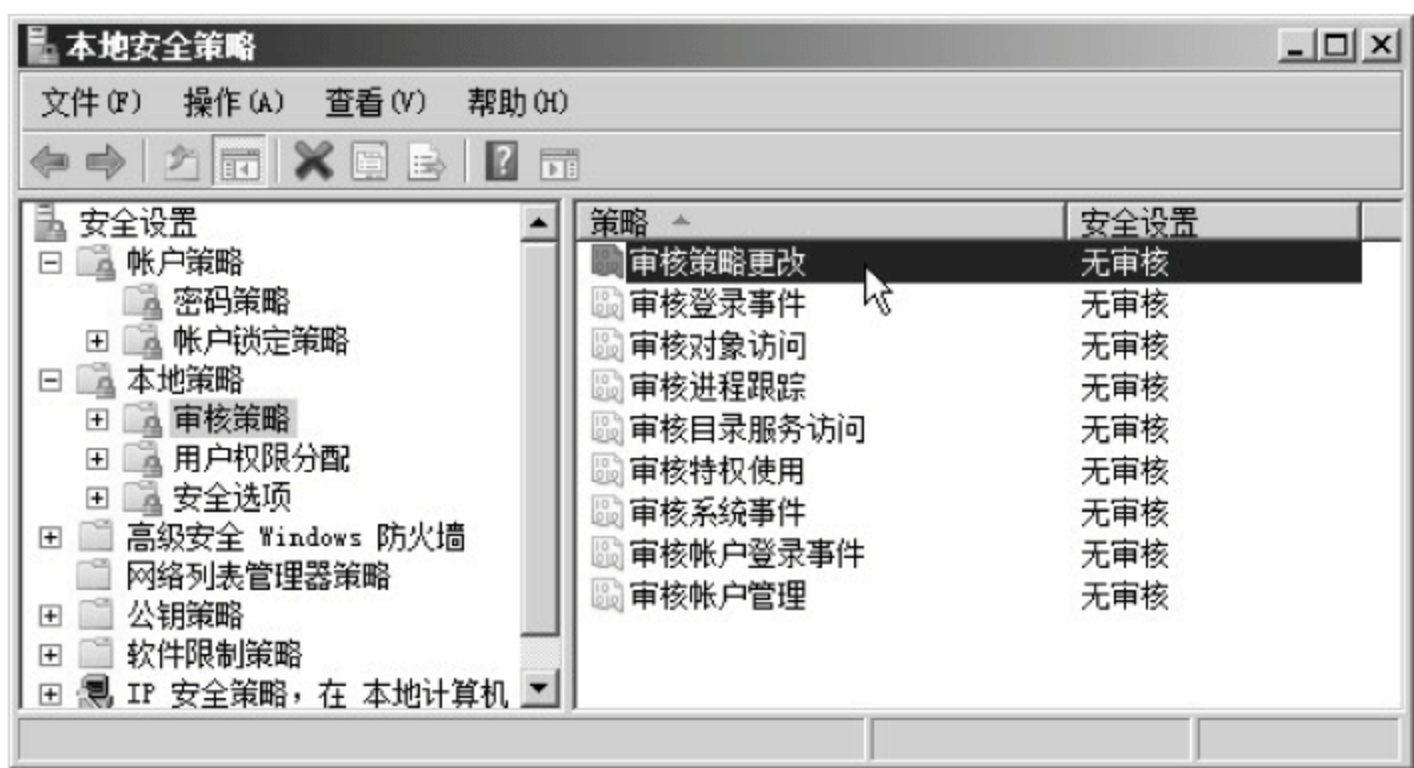 本地安全策略
文件(F) 操作(A) 查看(V) 帮助(H)
安全设置
帐户策略
密码策略
帐户锁定策略
本地策略
审核策略
用户权限分配
安全选项
高级安全 Windows 防火墙
网络列表管理器策略
公钥策略
软件限制策略
IP 安全策略，在 本地计算机
策略 安全设置
审核策略更改 无审核
审核登录事件 无审核
审核对象访问 无审核
审核进程跟踪 无审核
审核目录服务访问 无审核
审核特权使用 无审核
审核系统事件 无审核
审核帐户登录事件 无审核
审核帐户管理 无审核